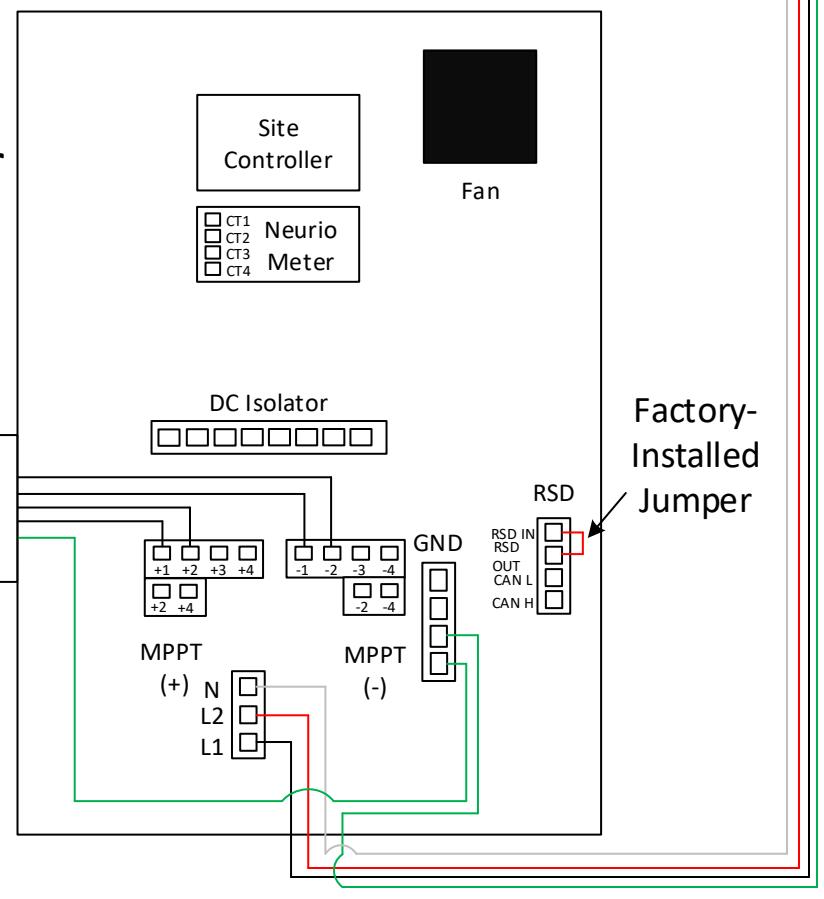 Site
Controller
Fan
CT1
CT2
CT3
CT4
Neurio
Meter
DC Isolator
Factory-
Installed
Jumper
RSD
RSD IN
RSD
OUT
CAN L
CAN H
GND
+1 +2 +3 +4
-1 -2 -3 -4
+2 +4
-2 -4
MPPT
(+)
MPPT
(-)
N
L2
L1